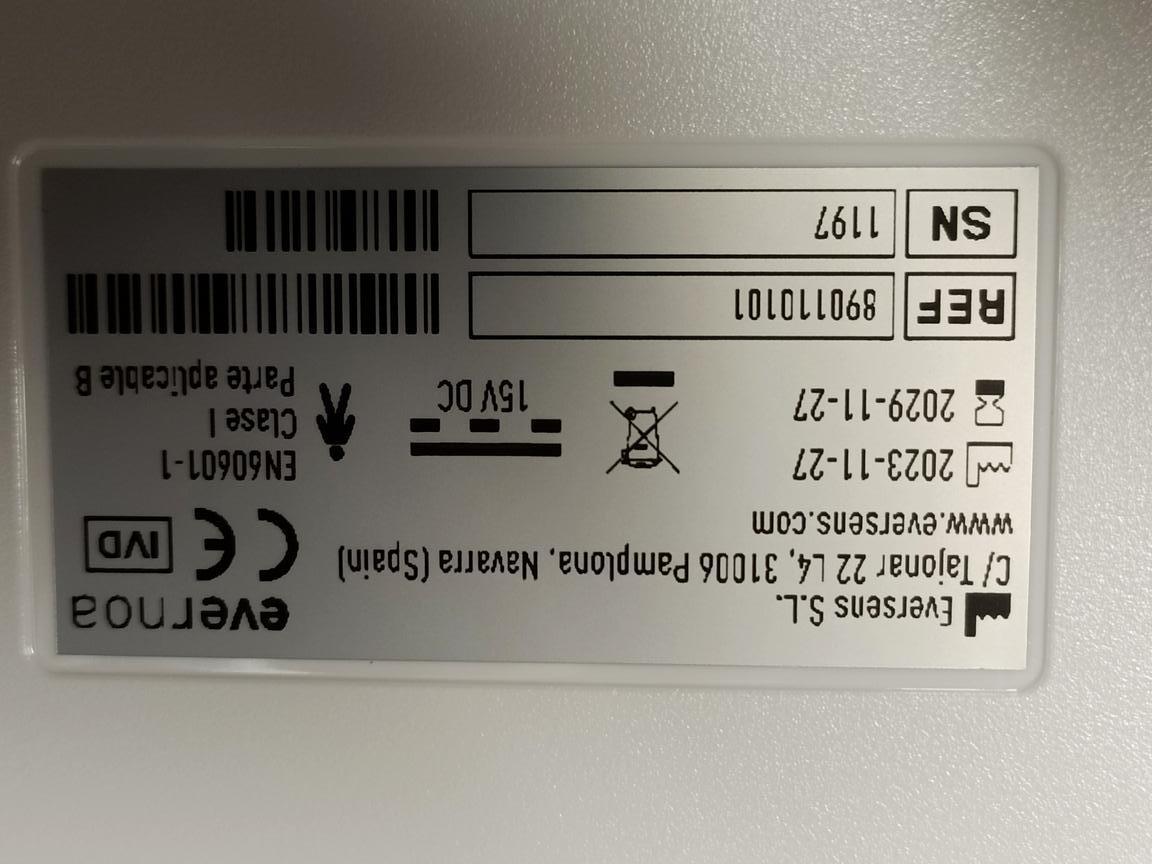 Eversens S.L.
C/ Tajonar 22 L4, 31006 Pamplona, Navarra (Spain)
www.eversens.com
evernoa
CE IVD
2023-11-27
2029-11-27
15V DC
EN60601-1
Clase I
Parte aplicable B
REF 890110101
SN 1197